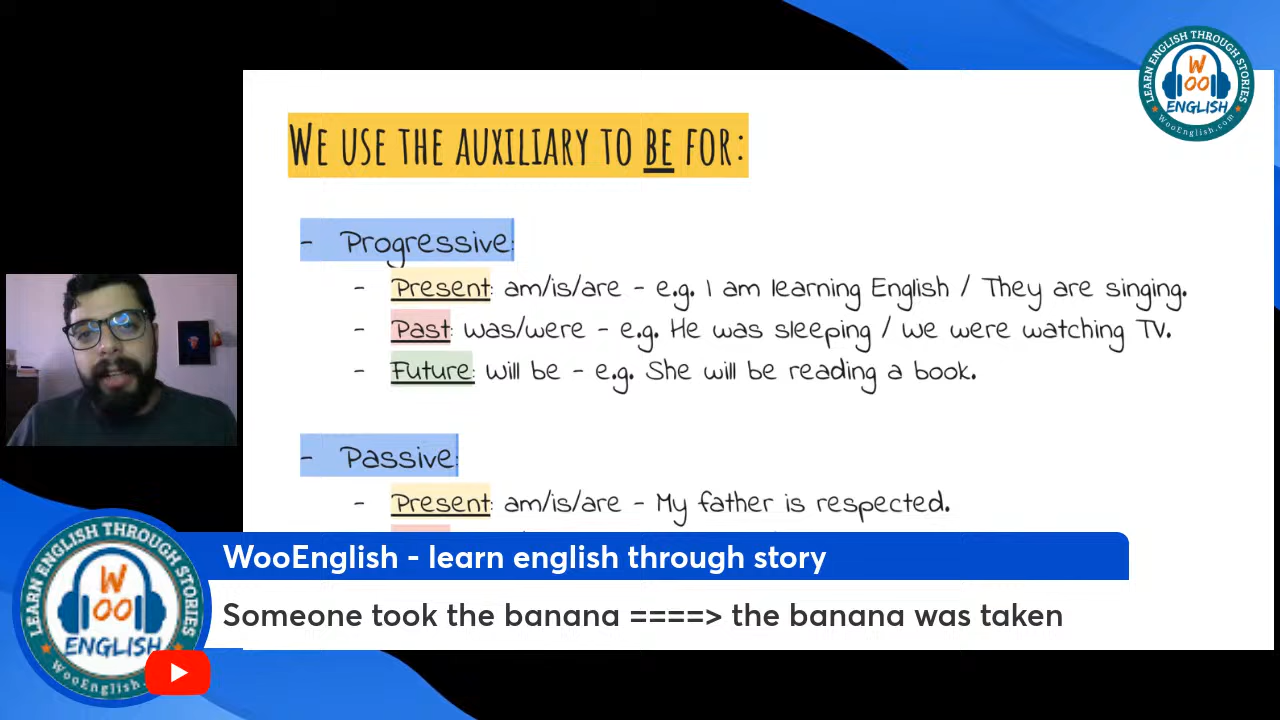 WE USE THE AUXILIARY TO BE FOR:
- Progressive:
- Present: am/is/are - e.g. I am learning English / They are singing.
- Past: was/were - e.g. He was sleeping / we were watching TV.
- Future: will be - e.g. She will be reading a book.
- Passive:
- Present: am/is/are - My father is respected.
WooEnglish - learn english through story
Someone took the banana ====> the banana was taken
LEARN ENGLISH THROUGH STORIES
WOO
ENGLISH
WooEnglish.com
LEARN ENGLISH THROUGH STORIES
WOO
ENGLISH
WooEnglish.com